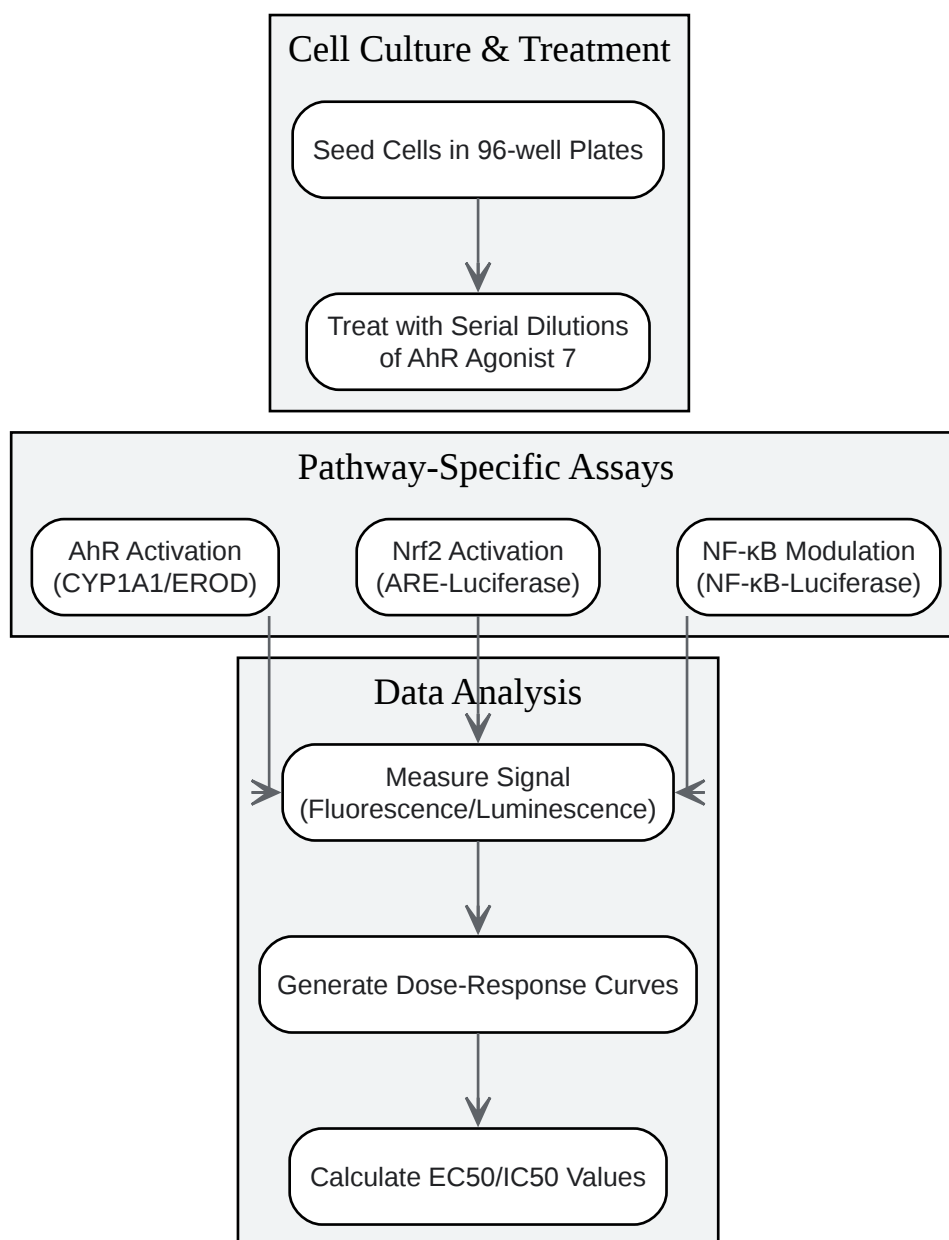 Cell Culture & Treatment
Seed Cells in 96-well Plates
Treat with Serial Dilutions
of AhR Agonist 7
Pathway-Specific Assays
AhR Activation
(CYP1A1/EROD)
Nrf2 Activation
(ARE-Luciferase)
NF-κB Modulation
(NF-κB-Luciferase)
Data Analysis
Measure Signal
(Fluorescence/Luminescence)
Generate Dose-Response Curves
Calculate EC50/IC50 Values